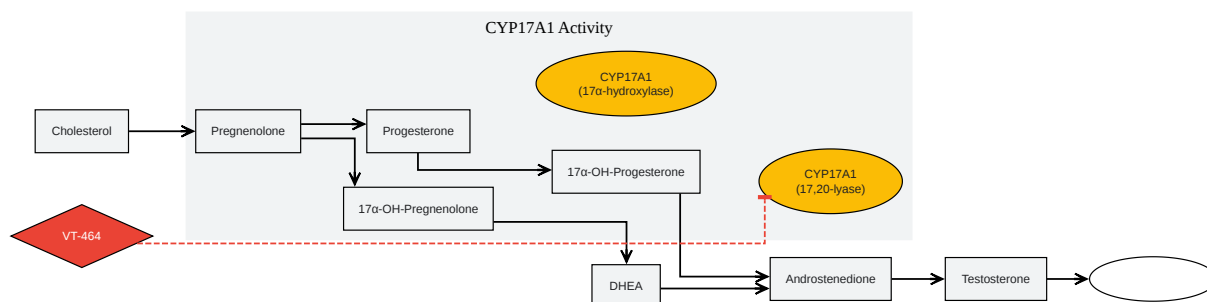 CYP17A1 Activity
CYP17A1
(17α-hydroxylase)
Cholesterol
Pregnenolone
Progesterone
17α-OH-Progesterone
CYP17A1
(17,20-lyase)
17α-OH-Pregnenolone
VT-464
DHEA
Androstenedione
Testosterone